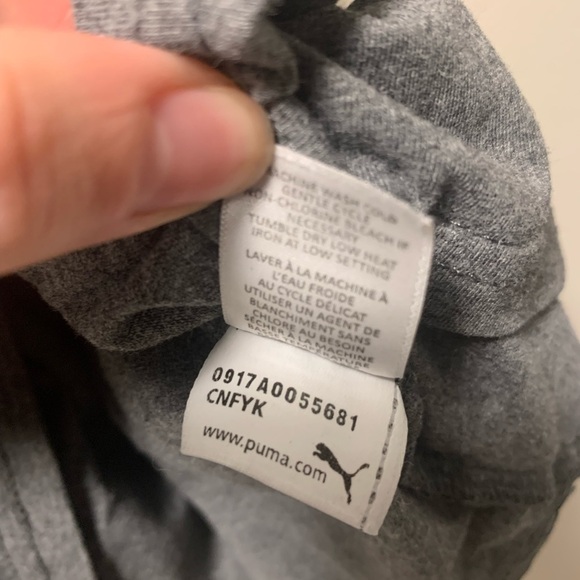 MACHINE WASH COLD
GENTLE CYCLE
NON-CHLORINE BLEACH IF
NECESSARY
TUMBLE DRY LOW HEAT
IRON AT LOW SETTING
LAVER À LA MACHINE À
L'EAU FROIDE
AU CYCLE DÉLICAT
UTILISER UN AGENT DE
BLANCHIMENT SANS
CHLORE AU BESOIN
SÉCHER À LA MACHINE
BASSE TEMPÉRATURE
0917A0055681
CNFYK
www.puma.com